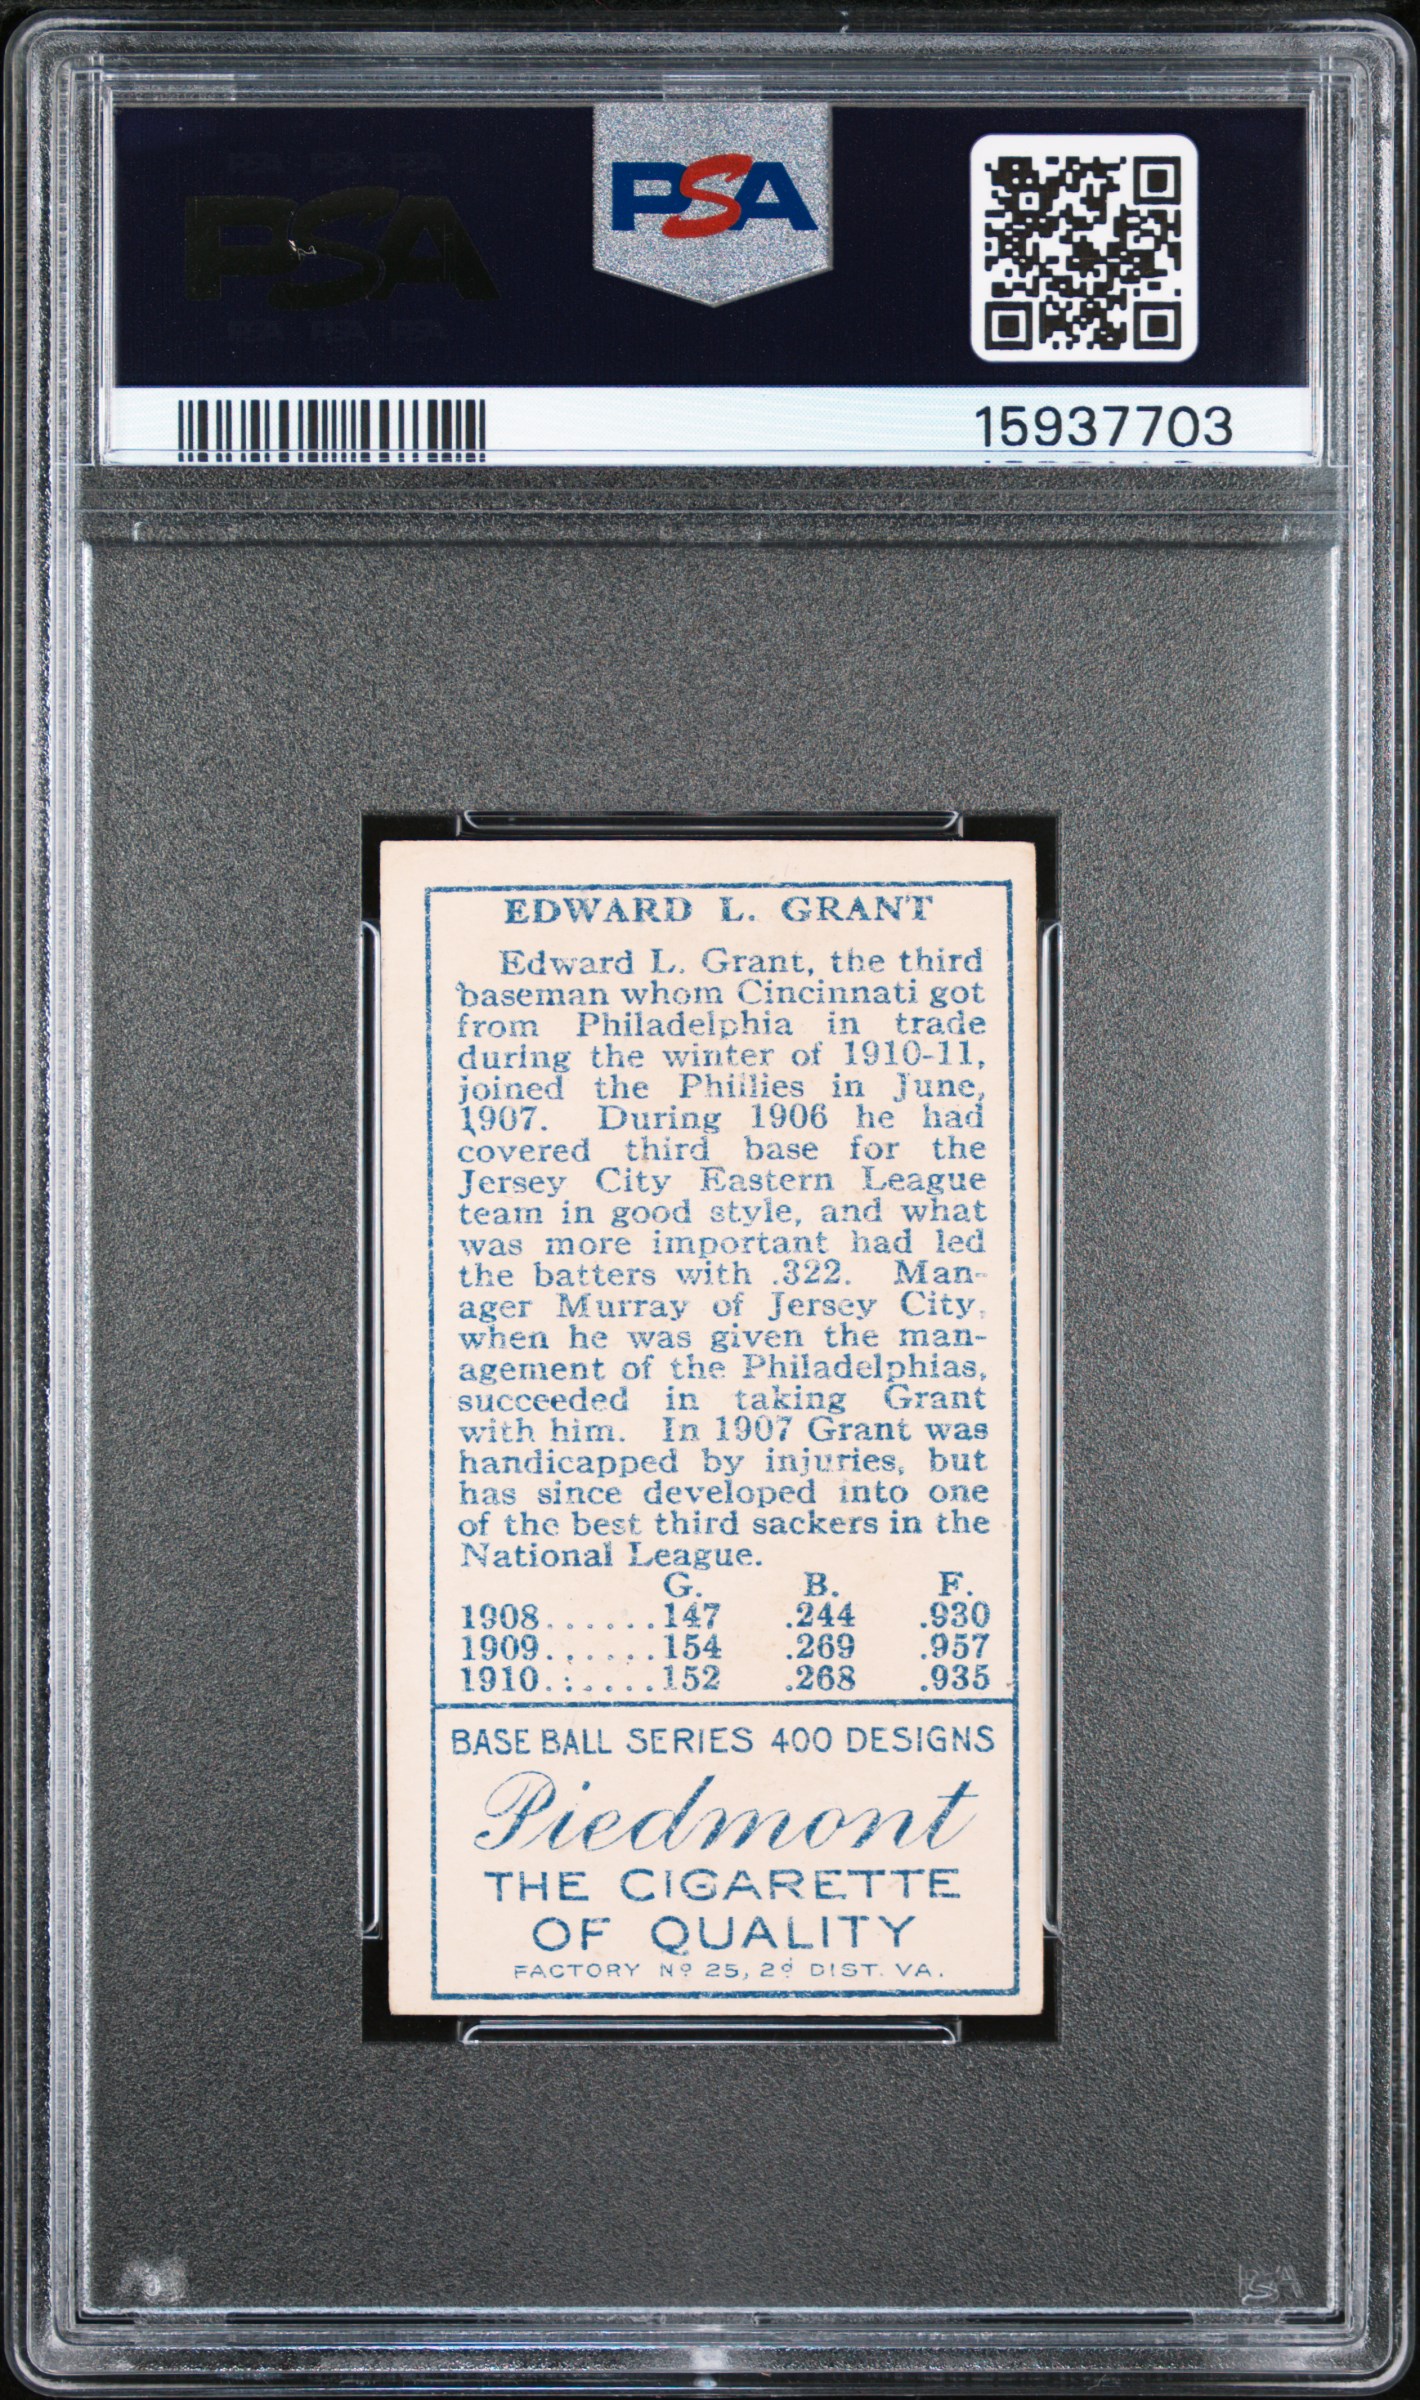 PSA
PSA
15937703
EDWARD L. GRANT
Edward L. Grant, the third
baseman whom Cincinnati got
from Philadelphia in trade
during the winter of 1910-11,
joined the Phillies in June,
1907. During 1906 he had
covered third base for the
Jersey City Eastern League
team in good style, and what
was more important had led
the batters with .322. Man-
ager Murray of Jersey City,
when he was given the man-
agement of the Philadelphias,
succeeded in taking Grant
with him. In 1907 Grant was
handicapped by injuries, but
has since developed into one
of the best third sackers in the
National League.
G. B. F.
1908......147 .244 .930
1909......154 .269 .957
1910......152 .268 .935
BASE BALL SERIES 400 DESIGNS
Piedmont
THE CIGARETTE
OF QUALITY
FACTORY Nº 25, 2d DIST. VA.
PSA